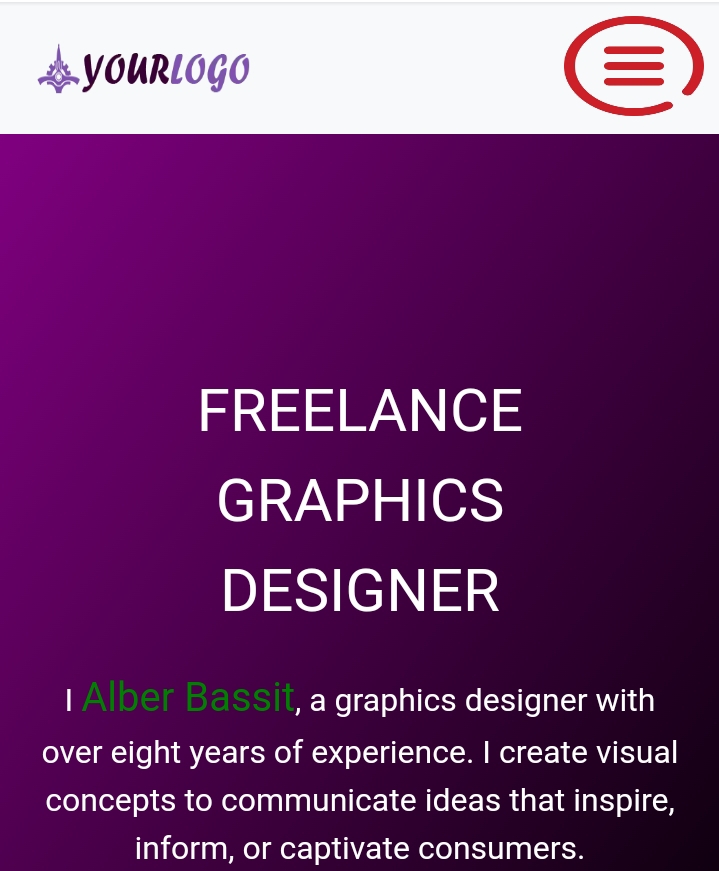 YOURLOGO
FREELANCE
GRAPHICS
DESIGNER
I Alber Bassit, a graphics designer with
over eight years of experience. I create visual
concepts to communicate ideas that inspire,
inform, or captivate consumers.